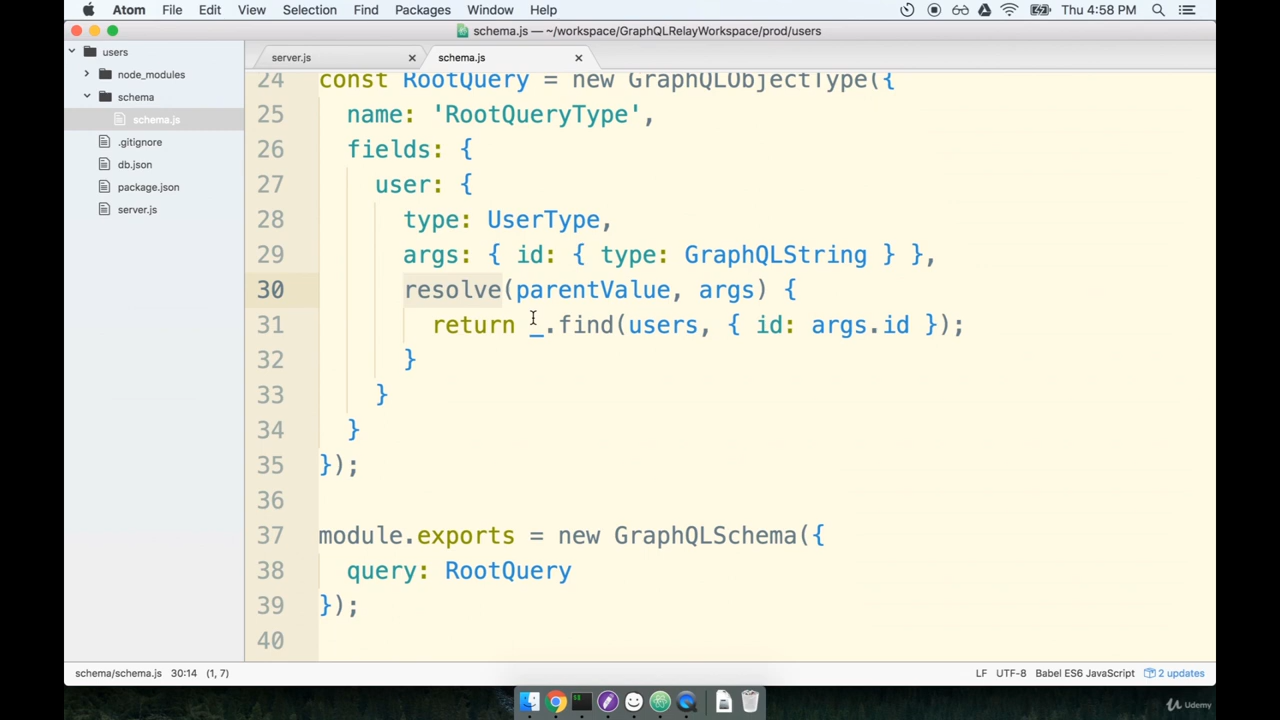 Atom File Edit View Selection Find Packages Window Help Thu 4:58 PM
schema.js — ~/workspace/GraphQLRelayWorkspace/prod/users
users
node_modules
schema
schema.js
.gitignore
db.json
package.json
server.js
server.js schema.js
24 const RootQuery = new GraphQLObjectType({
25 name: 'RootQueryType',
26 fields: {
27 user: {
28 type: UserType,
29 args: { id: { type: GraphQLString } },
30 resolve(parentValue, args) {
31 return _.find(users, { id: args.id });
32 }
33 }
34 }
35 });
36
37 module.exports = new GraphQLSchema({
38 query: RootQuery
39 });
40
schema/schema.js 30:14 (1, 7) LF UTF-8 Babel ES6 JavaScript 2 updates
Udemy